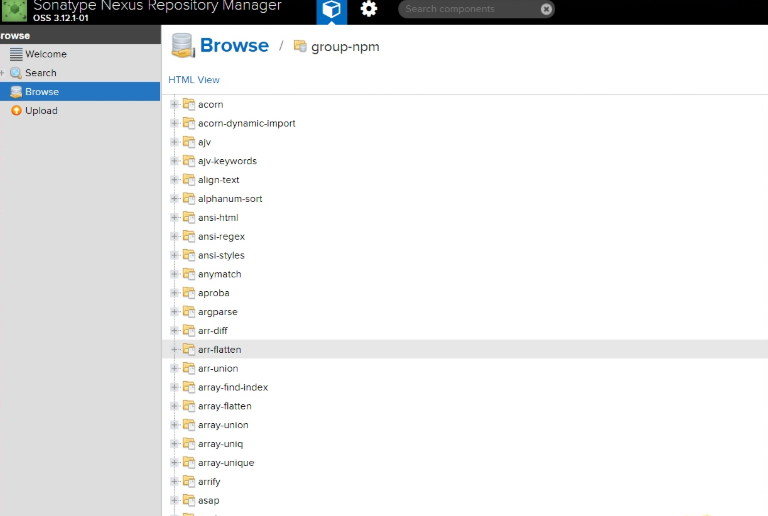 Sonatype Nexus Repository Manager
OSS 3.12.1-01
Search components
rowse
Browse / group-npm
Welcome
Search
HTML View
Browse
Upload
acorn
acorn-dynamic-import
ajv
ajv-keywords
align-text
alphanum-sort
ansi-html
ansi-regex
ansi-styles
anymatch
aproba
argparse
arr-diff
arr-flatten
arr-union
array-find-index
array-flatten
array-union
array-uniq
array-unique
arrify
asap